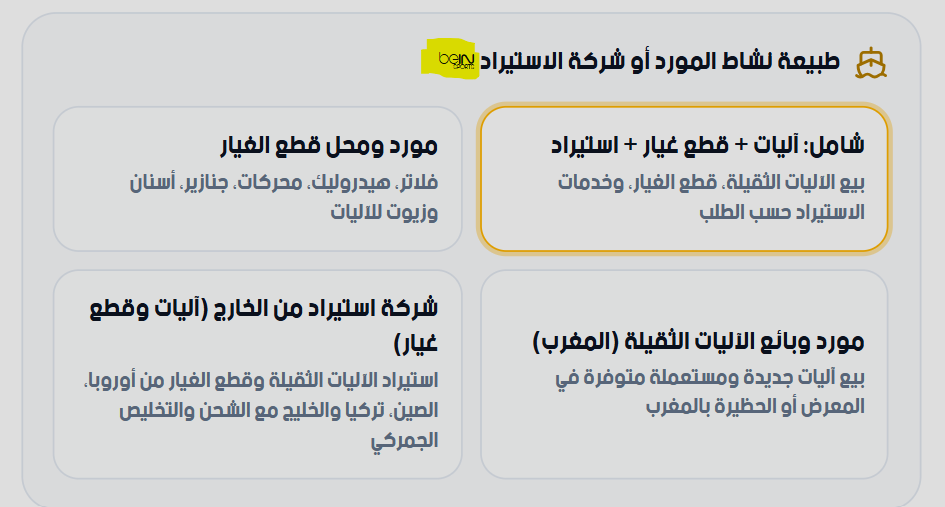 طبيعة نشاط المورد أو شركة الاستيراد
beIN
SPORTS
شامل: آليات + قطع غيار + استيراد
بيع الآليات الثقيلة، قطع الغيار، وخدمات
الاستيراد حسب الطلب
مورد ومحل قطع الغيار
فلاتر، هيدروليك، محركات، جنازير، أسنان
وزيوت للآليات
مورد وبائع الآليات الثقيلة (المغرب)
بيع آليات جديدة ومستعملة متوفرة في
المعرض أو الحظيرة بالمغرب
شركة استيراد من الخارج (آليات وقطع
غيار)
استيراد الآليات الثقيلة وقطع الغيار من أوروبا،
الصين، تركيا والخليج مع الشحن والتخليص
الجمركي